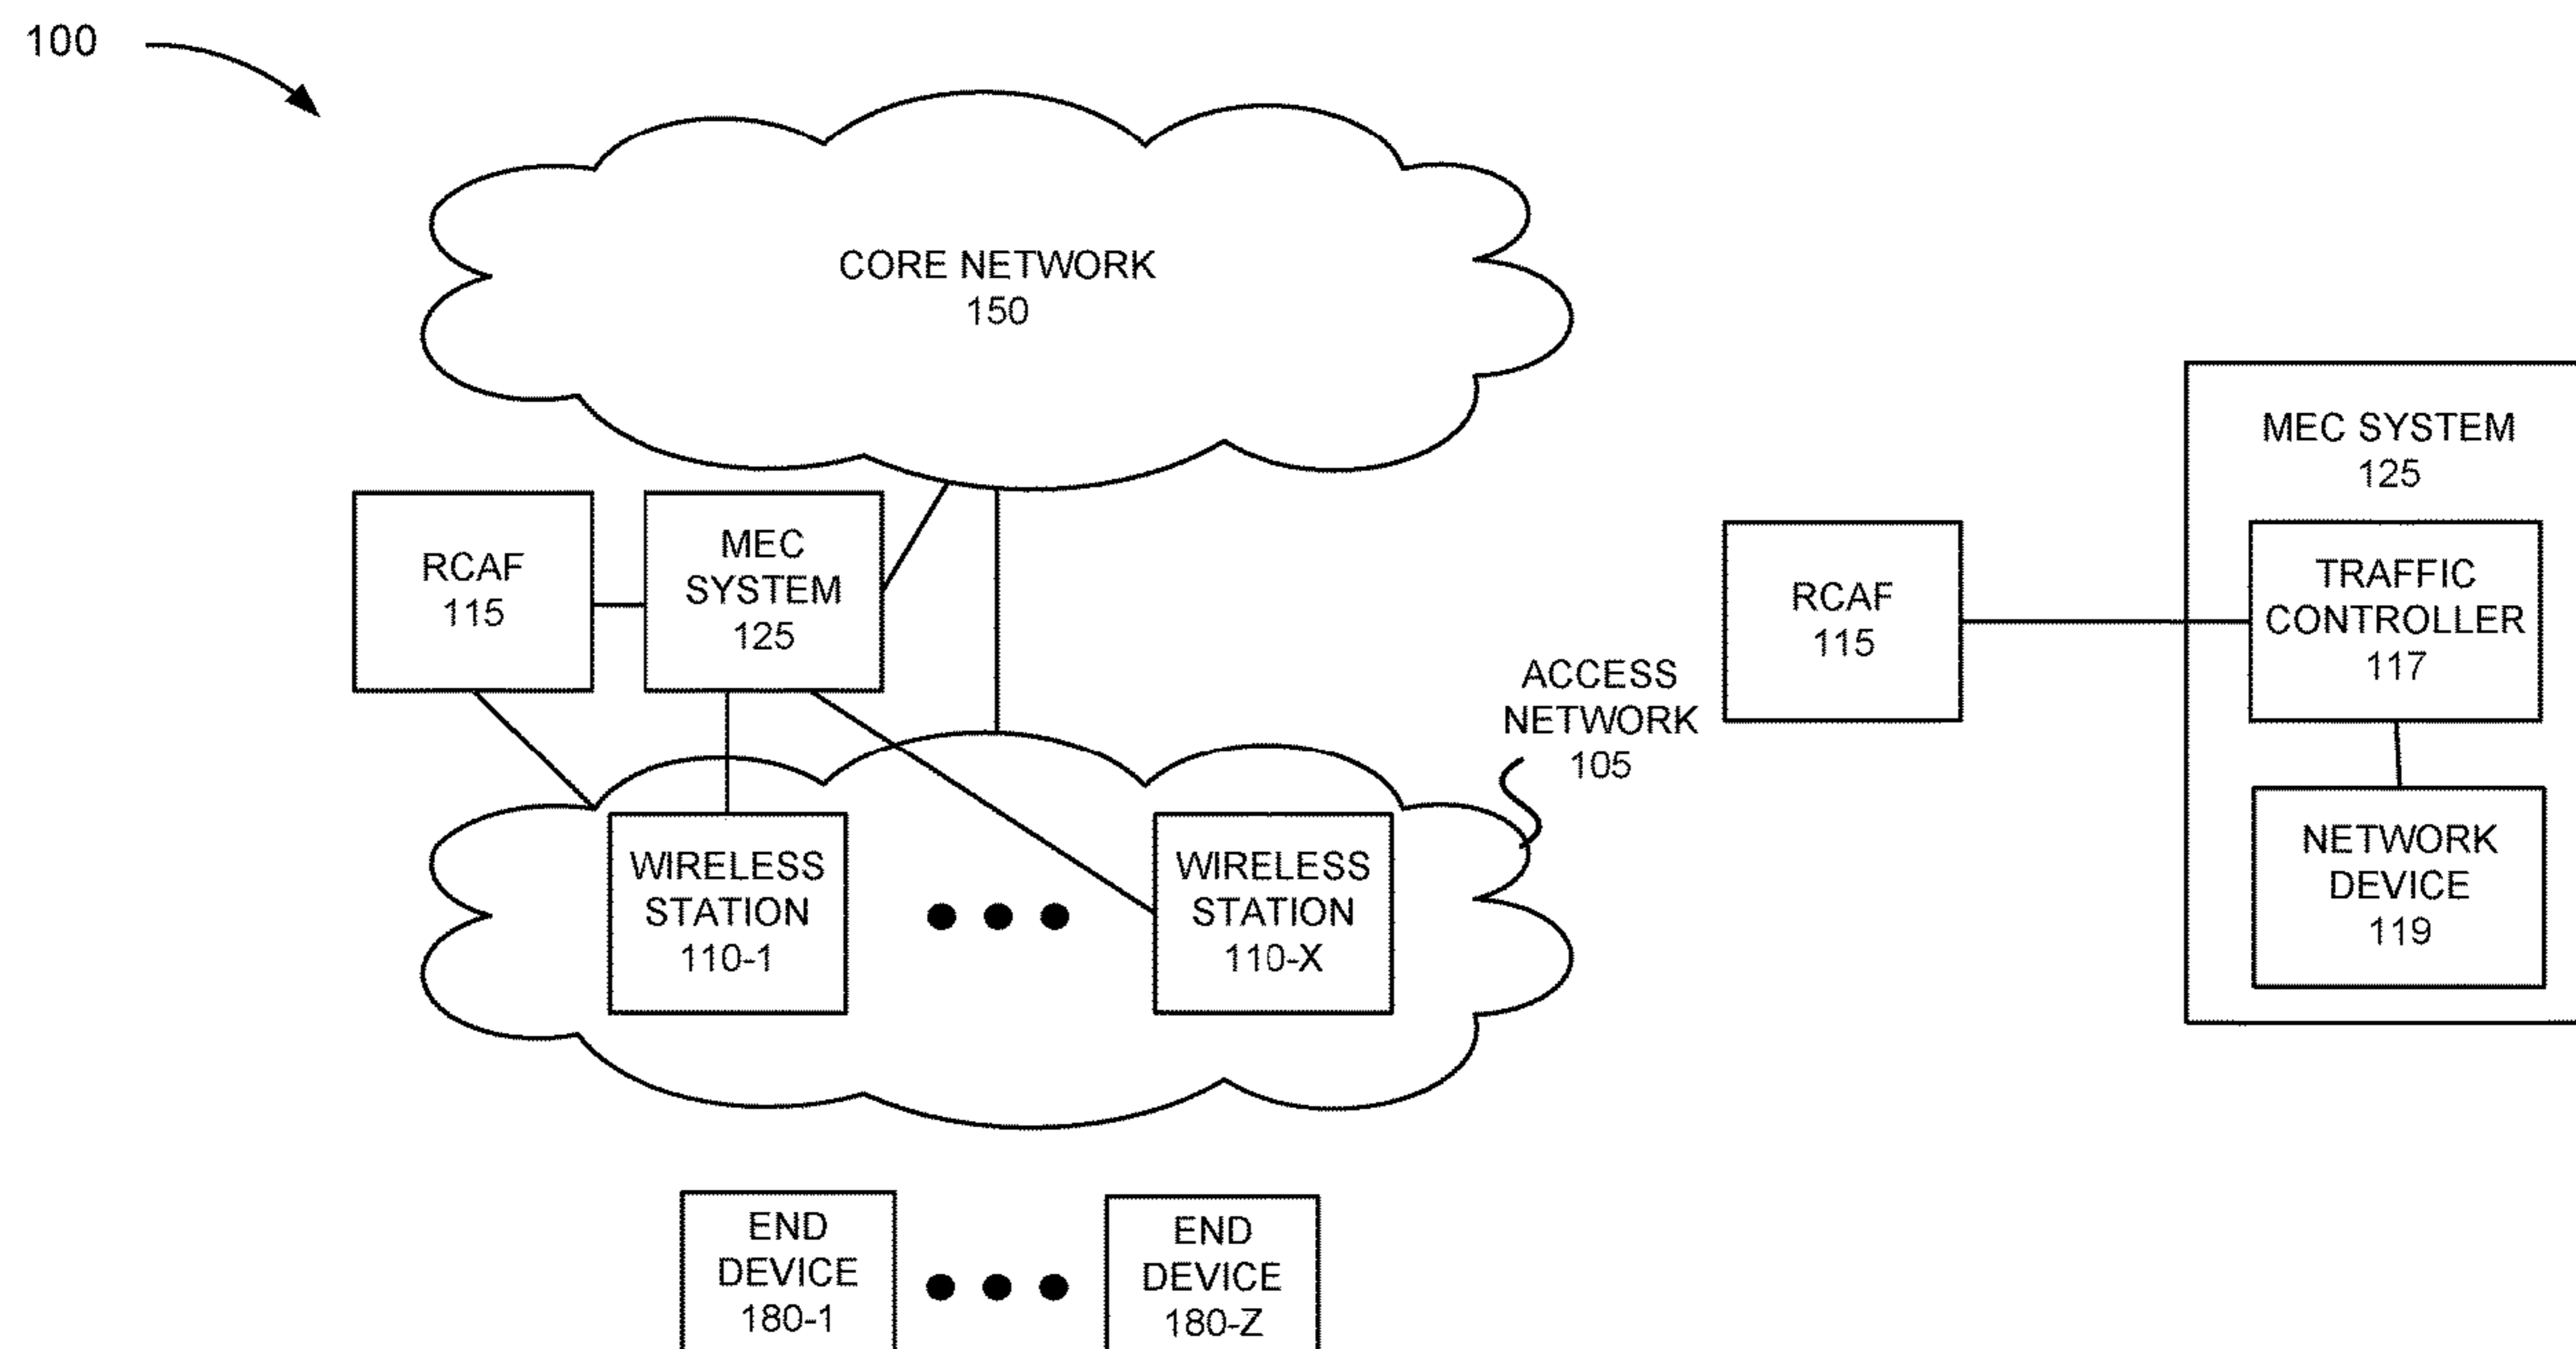 100
CORE NETWORK
150
RCAF
115
MEC
SYSTEM
125
ACCESS
NETWORK
105
WIRELESS
STATION
110-1
WIRELESS
STATION
110-X
END
DEVICE
180-1
END
DEVICE
180-Z
RCAF
115
MEC SYSTEM
125
TRAFFIC
CONTROLLER
117
NETWORK
DEVICE
119